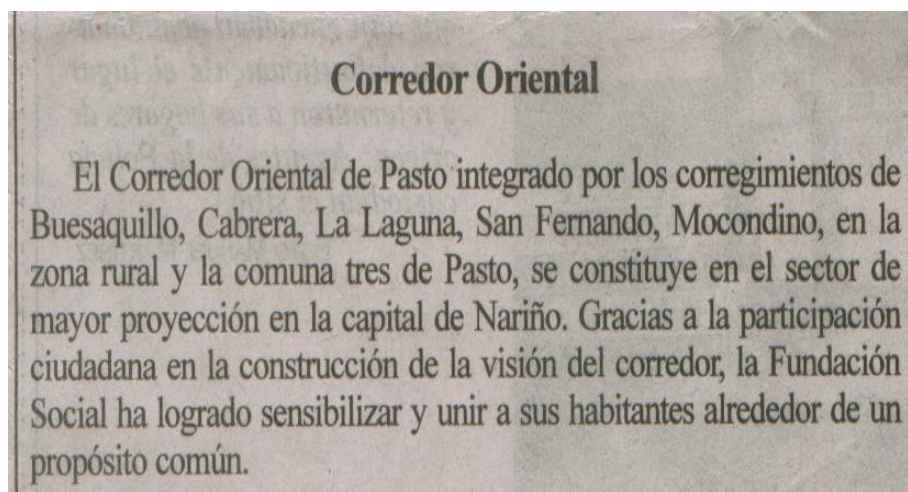 Corredor Oriental
El Corredor Oriental de Pasto integrado por los corregimientos de
Buesaquillo, Cabrera, La Laguna, San Fernando, Mocondino, en la
zona rural y la comuna tres de Pasto, se constituye en el sector de
mayor proyección en la capital de Nariño. Gracias a la participación
ciudadana en la construcción de la visión del corredor, la Fundación
Social ha logrado sensibilizar y unir a sus habitantes alrededor de un
propósito común.